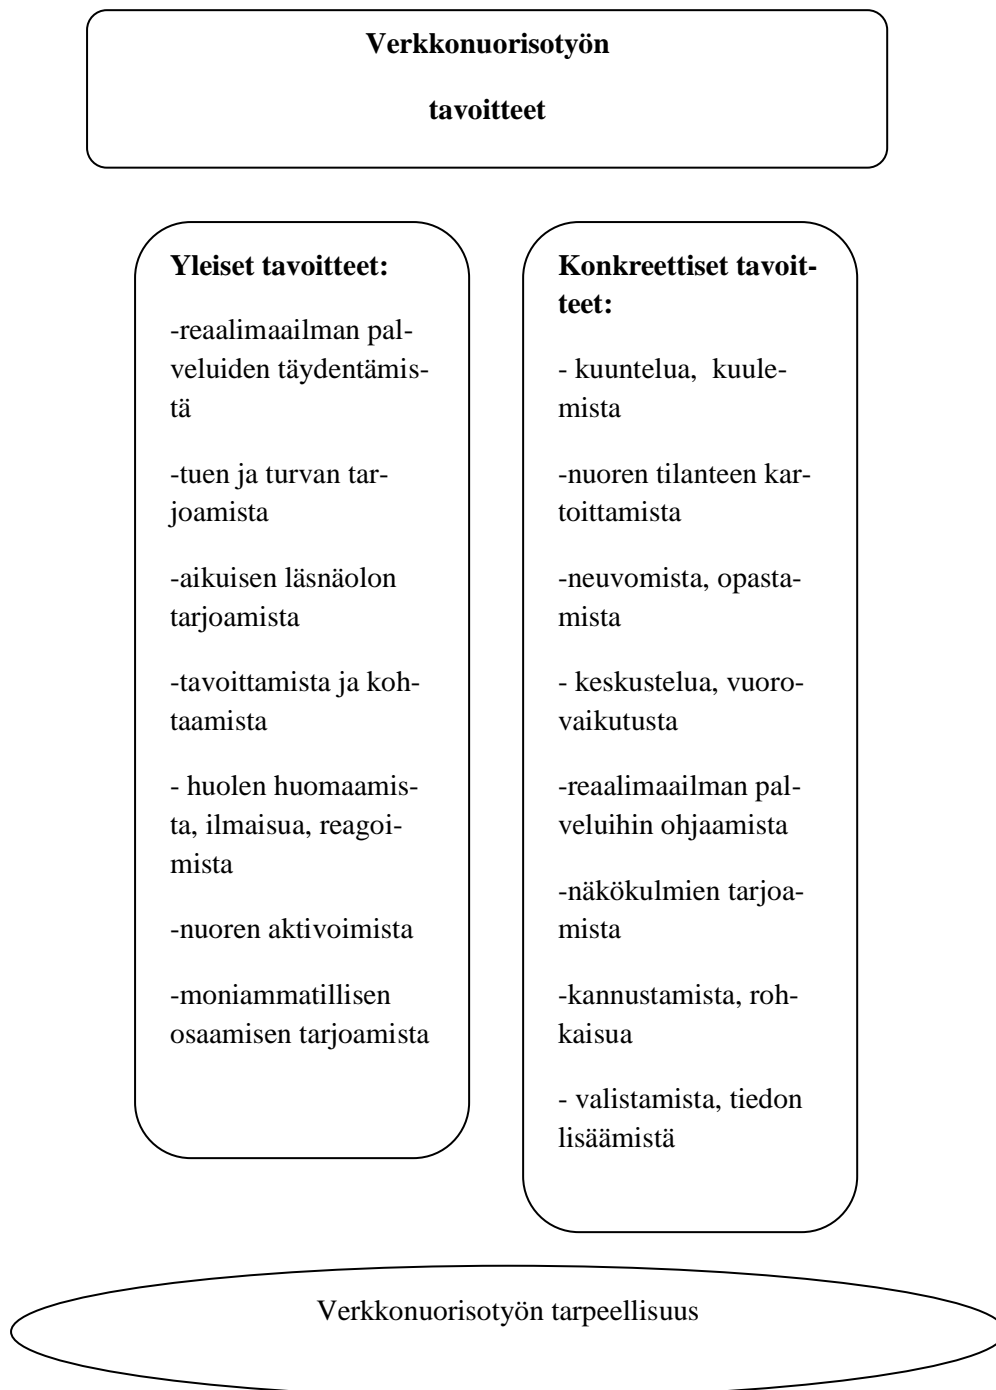 Verkkonuorisotyön
tavoitteet
Yleiset tavoitteet:
-reaalimaailman pal-
veluiden täydentämis-
tä
-tuen ja turvan tar-
joamista
-aikuisen läsnäolon
tarjoamista
-tavoittamista ja koh-
taamista
- huolen huomaamis-
ta, ilmaisua, reagoi-
mista
-nuoren aktivoimista
-moniammatillisen
osaamisen tarjoamista
Konkreettiset tavoit-
teet:
- kuuntelua,  kuule-
mista
-nuoren tilanteen kar-
toittamista
-neuvomista, opasta-
mista
- keskustelua, vuoro-
vaikutusta
-reaalimaailman pal-
veluihin ohjaamista
-näkökulmien tarjoa-
mista
-kannustamista, roh-
kaisua
- valistamista, tiedon
lisäämistä
Verkkonuorisotyön tarpeellisuus